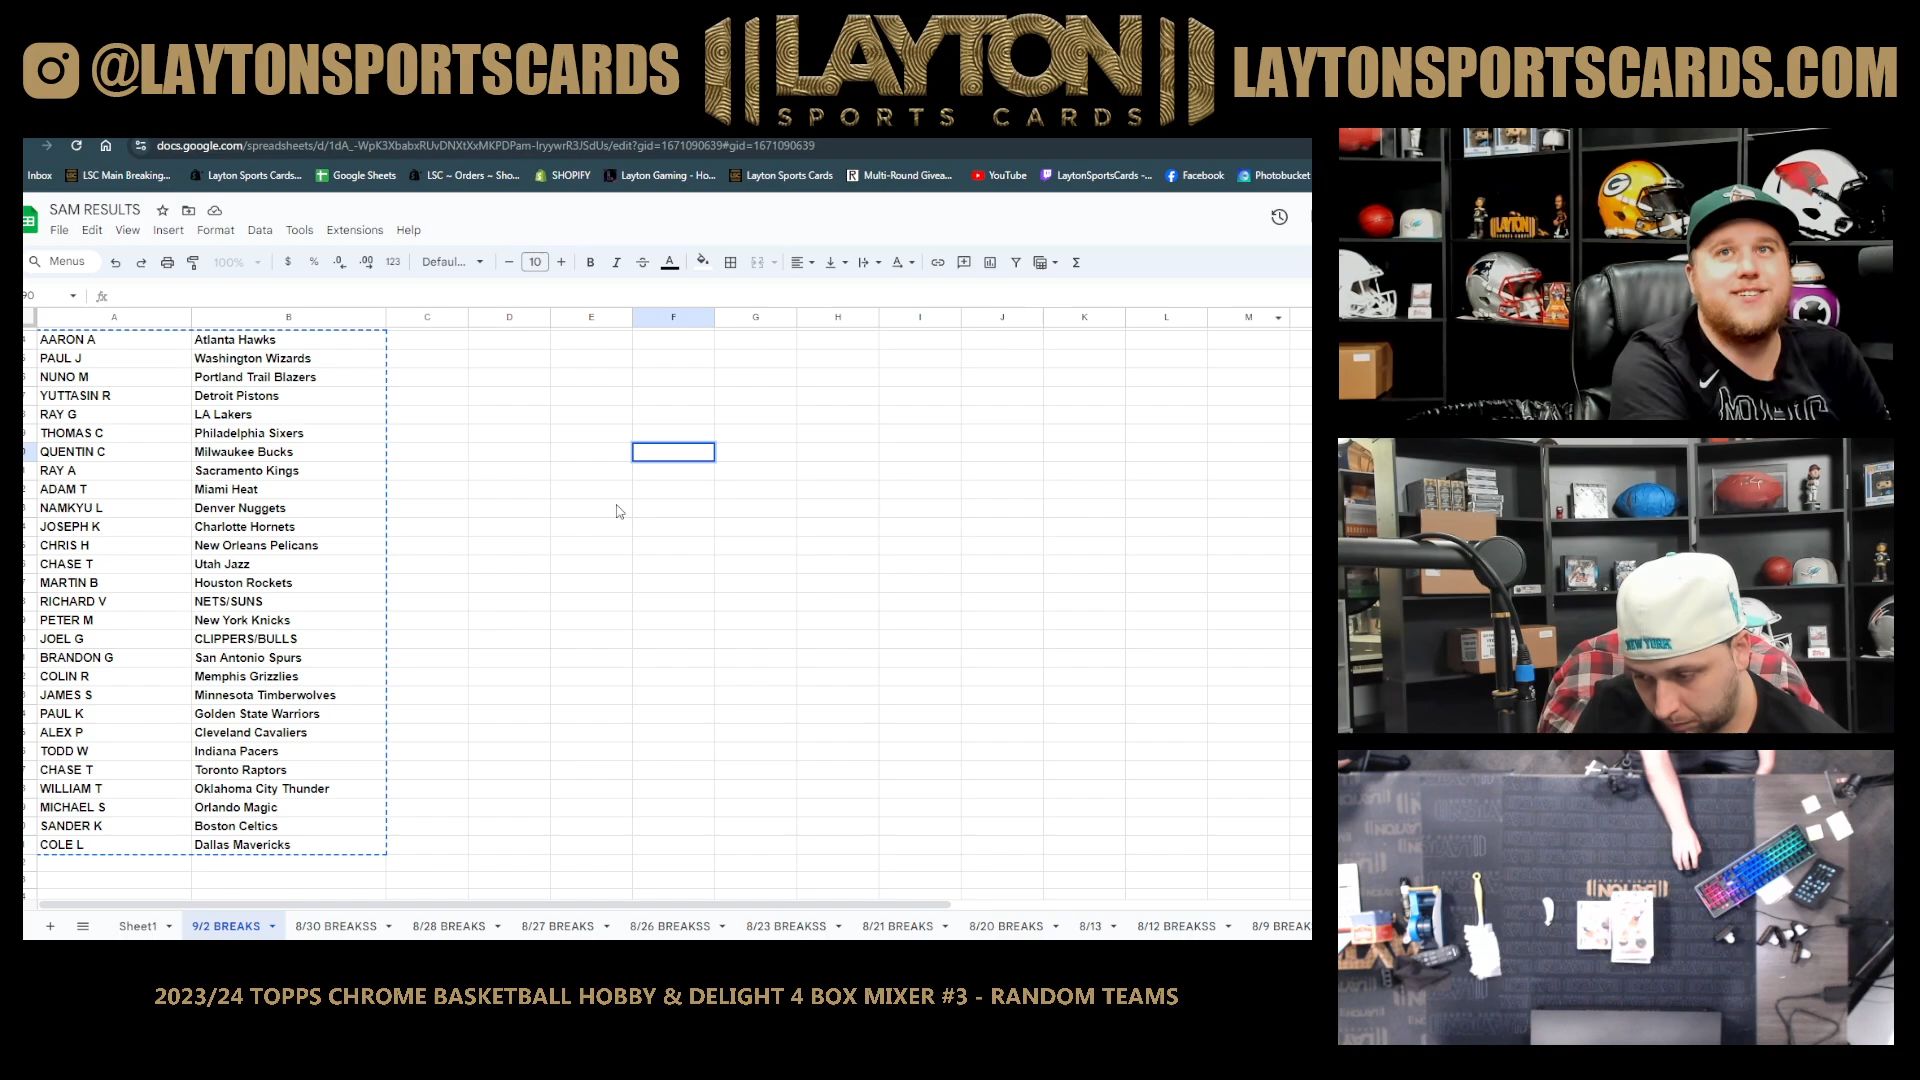 @LAYTONSPORTSCARDS
LAYTON
SPORTS CARDS
LAYTONSPORTSCARDS.COM
docs.google.com/spreadsheets/d/1dA_-WpK3XbabxRUvDNXtXxMKPDPam-lryywrR3JSdUs/edit?gid=1671090639#gid=1671090639
Inbox LSC Main Breaking... Layton Sports Cards... Google Sheets LSC ~ Orders ~ Sho... SHOPIFY Layton Gaming - Ho... Layton Sports Cards Multi-Round Givea... YouTube LaytonSportsCards -... Facebook Photobucket
SAM RESULTS
File Edit View Insert Format Data Tools Extensions Help
Menus 100% $ % .0 .00 123 Defaul... − 10 + B I A Σ
90 fx
A B C D E F G H I J K L M
AARON A Atlanta Hawks
PAUL J Washington Wizards
NUNO M Portland Trail Blazers
YUTTASIN R Detroit Pistons
RAY G LA Lakers
THOMAS C Philadelphia Sixers
QUENTIN C Milwaukee Bucks
RAY A Sacramento Kings
ADAM T Miami Heat
NAMKYU L Denver Nuggets
JOSEPH K Charlotte Hornets
CHRIS H New Orleans Pelicans
CHASE T Utah Jazz
MARTIN B Houston Rockets
RICHARD V NETS/SUNS
PETER M New York Knicks
JOEL G CLIPPERS/BULLS
BRANDON G San Antonio Spurs
COLIN R Memphis Grizzlies
JAMES S Minnesota Timberwolves
PAUL K Golden State Warriors
ALEX P Cleveland Cavaliers
TODD W Indiana Pacers
CHASE T Toronto Raptors
WILLIAM T Oklahoma City Thunder
MICHAEL S Orlando Magic
SANDER K Boston Celtics
COLE L Dallas Mavericks
Sheet1 9/2 BREAKS 8/30 BREAKSS 8/28 BREAKS 8/27 BREAKS 8/26 BREAKSS 8/23 BREAKSS 8/21 BREAKS 8/20 BREAKS 8/13 8/12 BREAKSS 8/9 BREAK
2023/24 TOPPS CHROME BASKETBALL HOBBY & DELIGHT 4 BOX MIXER #3 - RANDOM TEAMS
LAYTON
NEW YORK
LAYTON